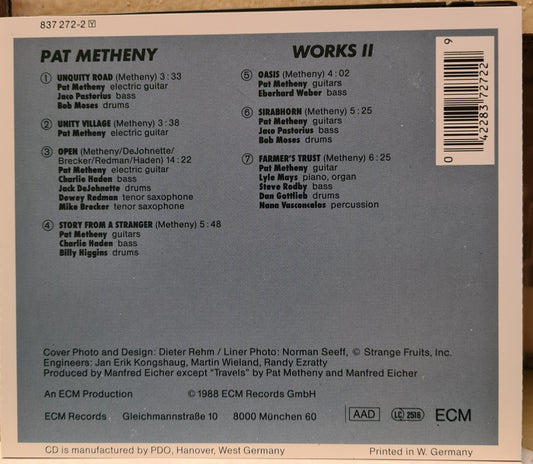 837 272-2 Y
PAT METHENY
WORKS II
1 UNQUITY ROAD (Metheny) 3:33
Pat Metheny electric guitar
Jaco Pastorius bass
Bob Moses drums
2 UNITY VILLAGE (Metheny) 3:38
Pat Metheny electric guitar
3 OPEN (Metheny/DeJohnette/
Brecker/Redman/Haden) 14:22
Pat Metheny electric guitar
Charlie Haden bass
Jack DeJohnette drums
Dewey Redman tenor saxophone
Mike Brecker tenor saxophone
4 STORY FROM A STRANGER (Metheny) 5:48
Pat Metheny guitars
Charlie Haden bass
Billy Higgins drums
5 OASIS (Metheny) 4:02
Pat Metheny guitars
Eberhard Weber bass
6 SIRABHORN (Metheny) 5:25
Pat Metheny guitars
Jaco Pastorius bass
Bob Moses drums
7 FARMER'S TRUST (Metheny) 6:25
Pat Metheny guitar
Lyle Mays piano, organ
Steve Rodby bass
Dan Gottlieb drums
Nana Vasconcelos percussion
0 42283 72722 9
Cover Photo and Design: Dieter Rehm / Liner Photo: Norman Seeff, © Strange Fruits, Inc.
Engineers: Jan Erik Kongshaug, Martin Wieland, Randy Ezratty
Produced by Manfred Eicher except "Travels" by Pat Metheny and Manfred Eicher
An ECM Production © 1988 ECM Records GmbH
ECM Records Gleichmannstraße 10 8000 München 60 AAD LC 2516 ECM
CD is manufactured by PDO, Hanover, West Germany Printed in W. Germany